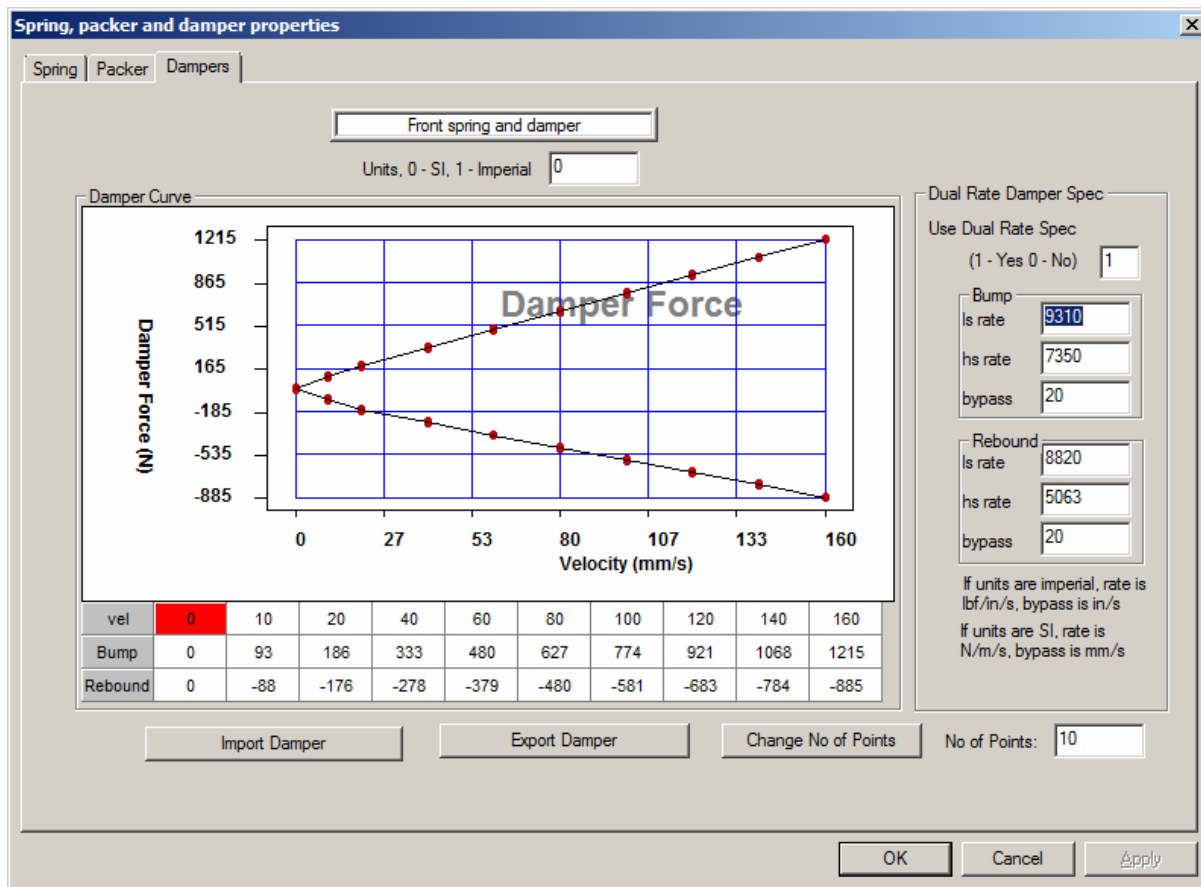 Spring, packer and damper properties
Spring Packer Dampers
Front spring and damper
Units, 0 - SI, 1 - Imperial 0
Damper Curve
Damper Force
Damper Force (N)
1215
865
515
165
-185
-535
-885
0 27 53 80 107 133 160
Velocity (mm/s)
vel 0 10 20 40 60 80 100 120 140 160
Bump 0 93 186 333 480 627 774 921 1068 1215
Rebound 0 -88 -176 -278 -379 -480 -581 -683 -784 -885
Dual Rate Damper Spec
Use Dual Rate Spec
(1 - Yes 0 - No) 1
Bump
ls rate 9310
hs rate 7350
bypass 20
Rebound
ls rate 8820
hs rate 5063
bypass 20
If units are imperial, rate is
lbf/in/s, bypass is in/s
If units are SI, rate is
N/m/s, bypass is mm/s
Import Damper Export Damper Change No of Points No of Points: 10
OK Cancel Apply